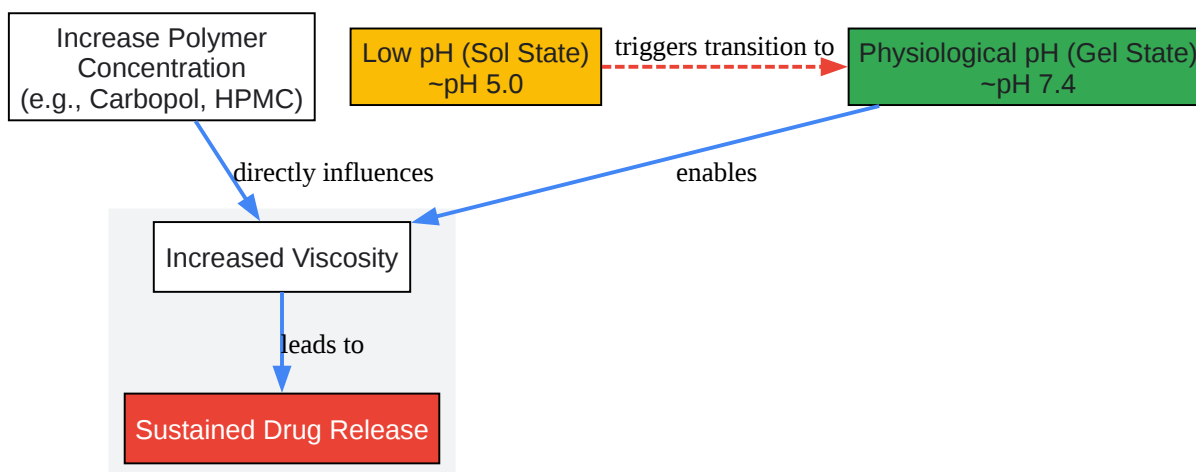 Increase Polymer
Concentration
(e.g., Carbopol, HPMC)
Low pH (Sol State)
~pH 5.0
triggers transition to
Physiological pH (Gel State)
~pH 7.4
directly influences
enables
Increased Viscosity
leads to
Sustained Drug Release